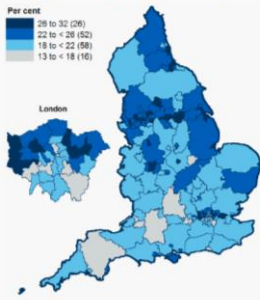 Per cent
26 to 32 (26)
22 to < 26 (52)
18 to < 22 (58)
13 to < 18 (16)
London